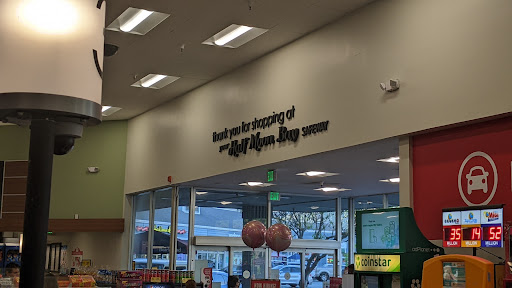 thank you for shopping at
your Half Moon Bay SAFEWAY
coinstar
35 14 52
MILLION MILLION MILLION